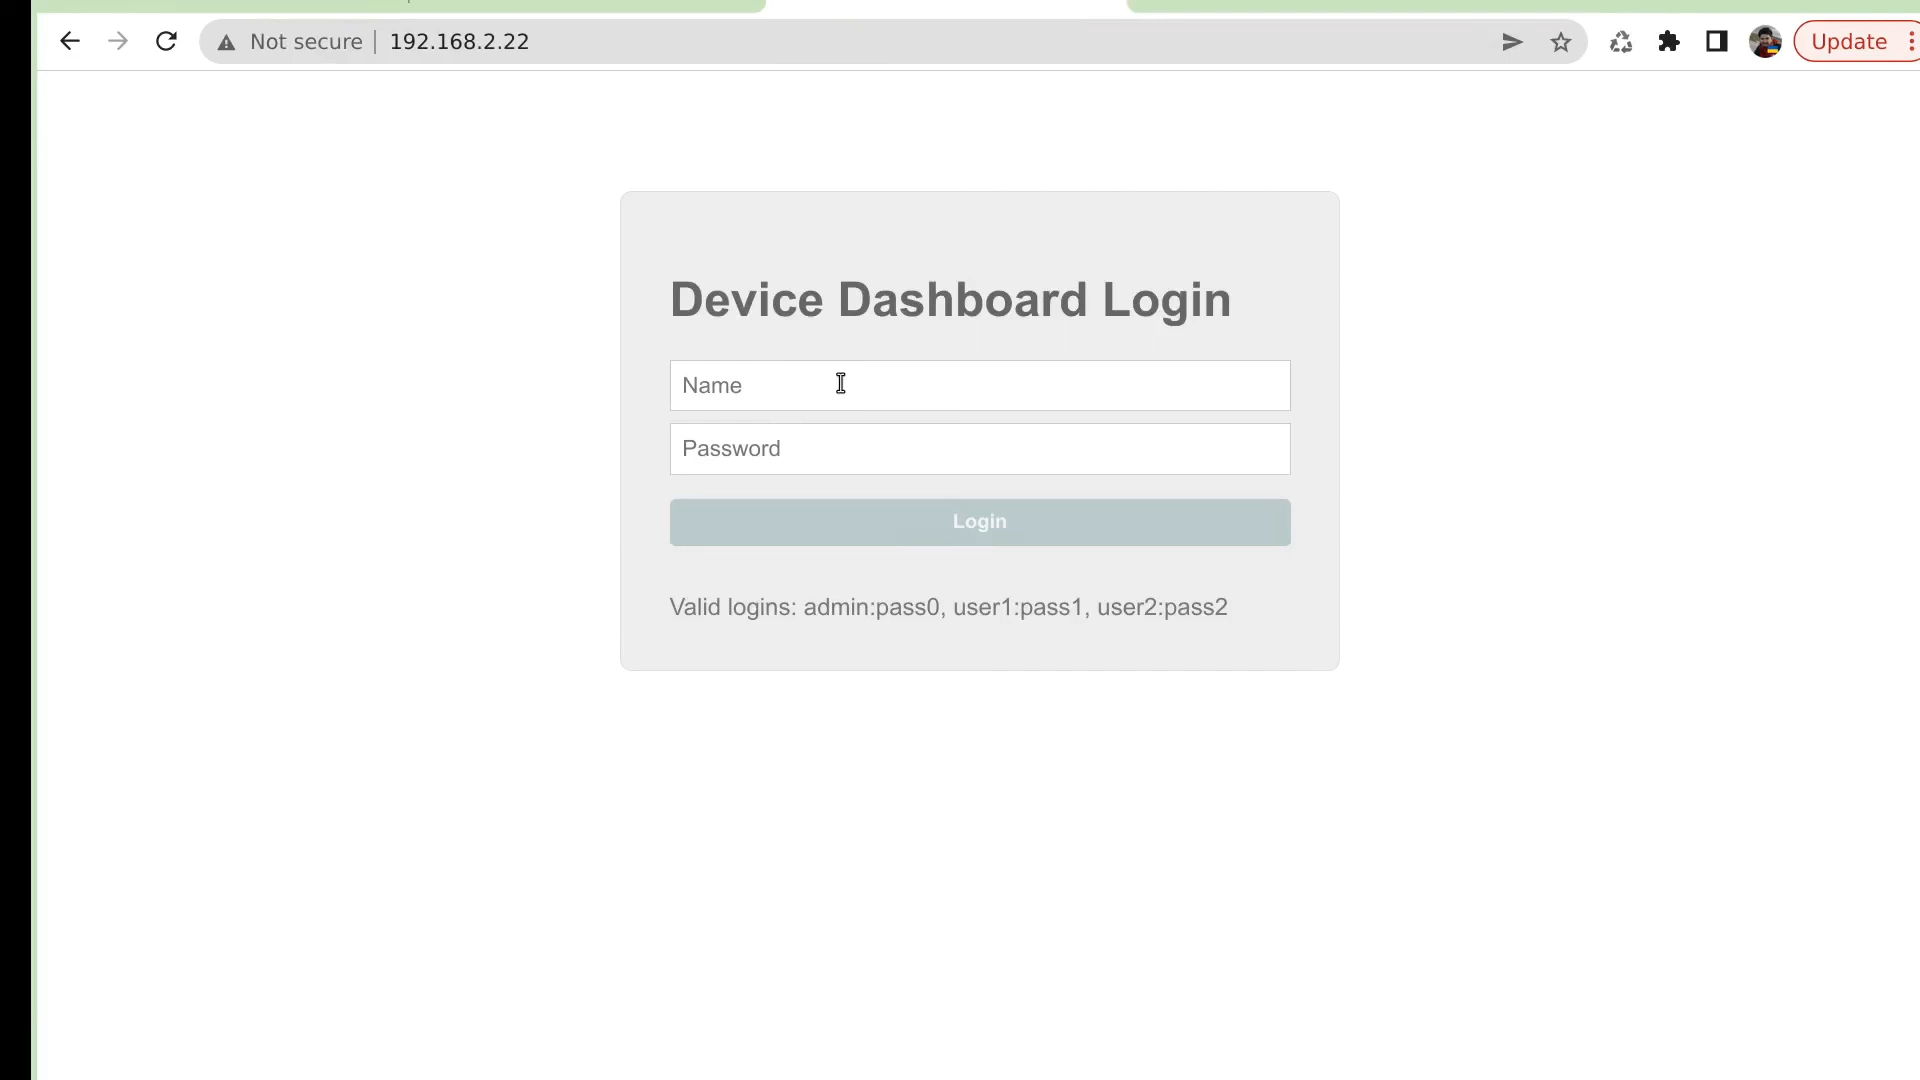 Not secure | 192.168.2.22
Update
Device Dashboard Login
Name
Password
Login
Valid logins: admin:pass0, user1:pass1, user2:pass2